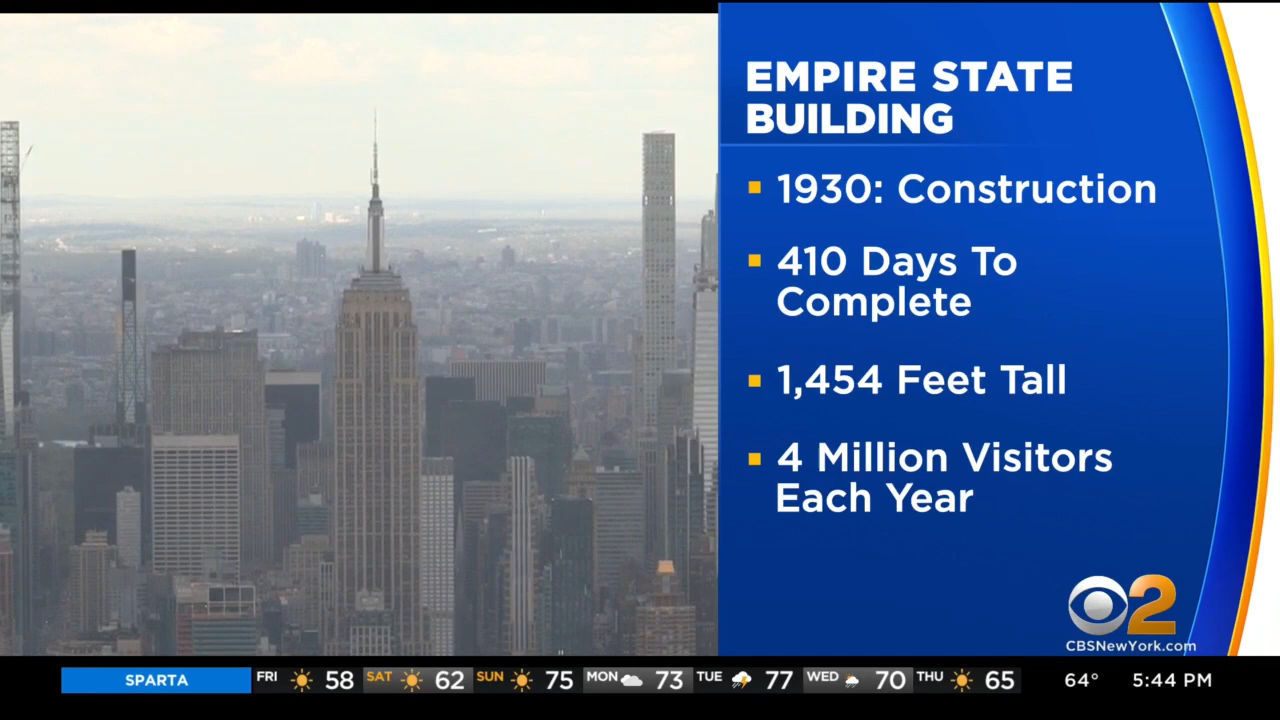 EMPIRE STATE
BUILDING
1930: Construction
410 Days To
Complete
1,454 Feet Tall
4 Million Visitors
Each Year
2
CBSNewYork.com
SPARTA FRI 58 SAT 62 SUN 75 MON 73 TUE 77 WED 70 THU 65 64° 5:44 PM